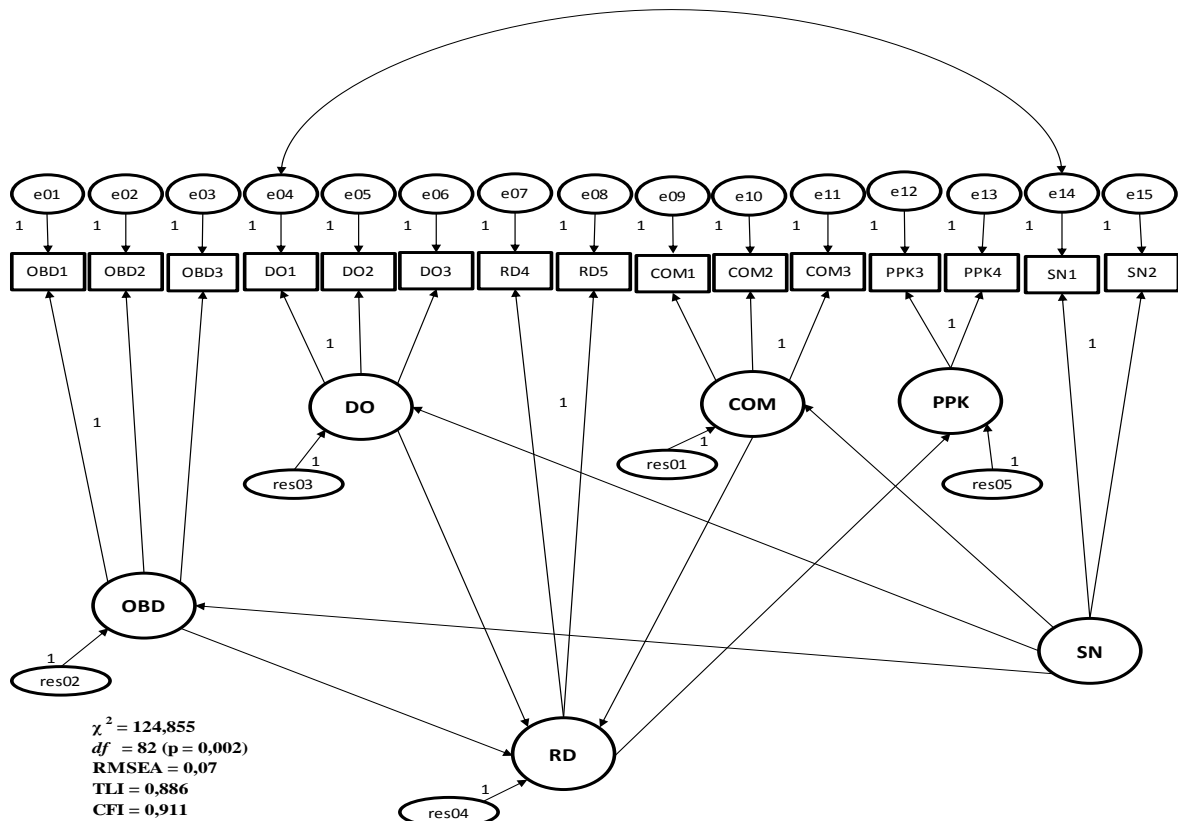 e01 e02 e03 e04 e05 e06 e07 e08 e09 e10 e11 e12 e13 e14 e15
1 1 1 1 1 1 1 1 1 1 1 1 1 1 1
OBD1 OBD2 OBD3 DO1 DO2 DO3 RD4 RD5 COM1 COM2 COM3 PPK3 PPK4 SN1 SN2
1 1 1 1
DO COM PPK
1 1
1 1 1
res03 res01 res05
OBD
SN
1
res02
χ² = 124,855
df = 82 (p = 0,002)
RD
RMSEA = 0,07
TLI = 0,886
1
CFI = 0,911
res04